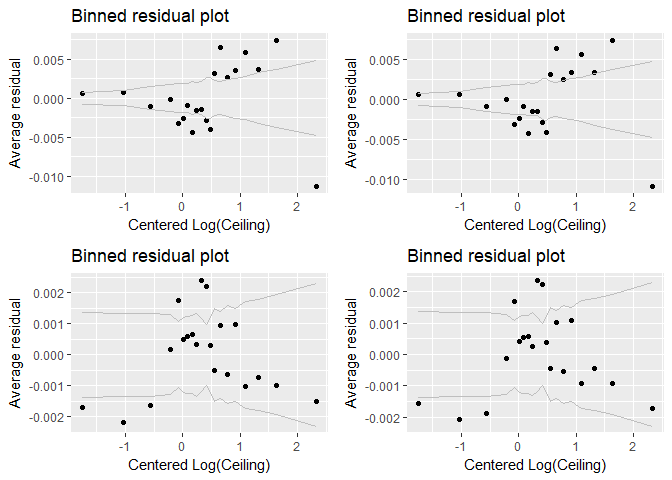 Binned residual plot
0.005
0.000
-0.005
-0.010
Average residual
-1
0
1
2
Centered Log(Ceiling)
Binned residual plot
0.005
0.000
-0.005
-0.010
Average residual
-1
0
1
2
Centered Log(Ceiling)
Binned residual plot
0.002
0.001
0.000
-0.001
-0.002
Average residual
-1
0
1
2
Centered Log(Ceiling)
Binned residual plot
0.002
0.001
0.000
-0.001
-0.002
Average residual
-1
0
1
2
Centered Log(Ceiling)